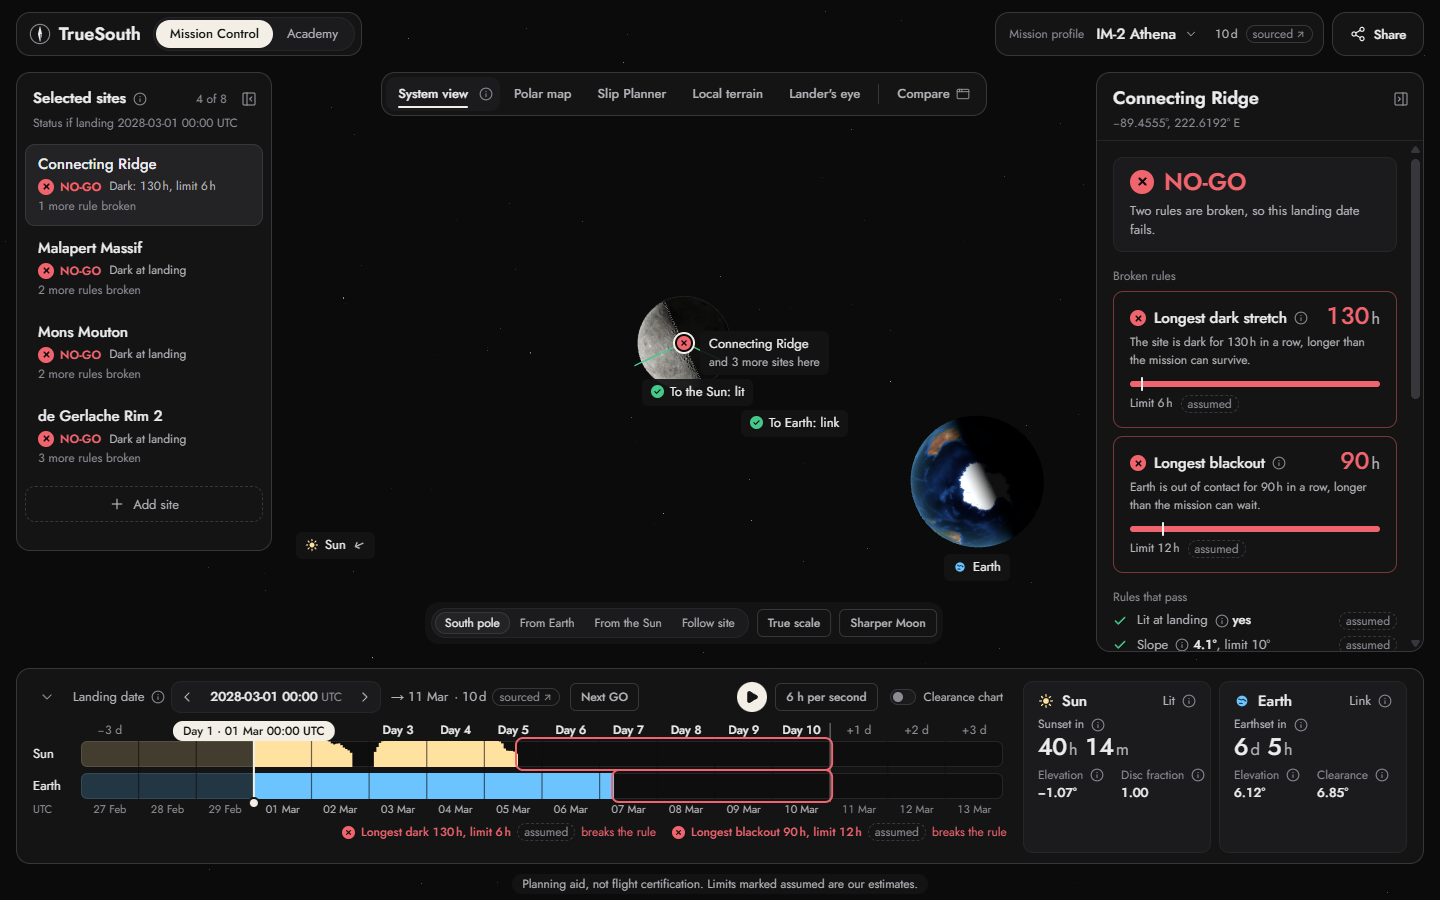 TrueSouth
Mission Control
Academy
Mission profile IM-2 Athena 10 d sourced ↗
Share
Selected sites 4 of 8
Status if landing 2028-03-01 00:00 UTC
Connecting Ridge
NO-GO Dark: 130 h, limit 6 h
1 more rule broken
Malapert Massif
NO-GO Dark at landing
2 more rules broken
Mons Mouton
NO-GO Dark at landing
2 more rules broken
de Gerlache Rim 2
NO-GO Dark at landing
3 more rules broken
+ Add site
System view Polar map Slip Planner Local terrain Lander's eye Compare
Connecting Ridge
and 3 more sites here
To the Sun: lit
To Earth: link
Sun
Earth
South pole From Earth From the Sun Follow site True scale Sharper Moon
Connecting Ridge
−89.4555°, 222.6192° E
NO-GO
Two rules are broken, so this landing date
fails.
Broken rules
Longest dark stretch 130 h
The site is dark for 130 h in a row, longer than
the mission can survive.
Limit 6 h assumed
Longest blackout 90 h
Earth is out of contact for 90 h in a row, longer
than the mission can wait.
Limit 12 h assumed
Rules that pass
Lit at landing yes assumed
Slope 4.1°, limit 10° assumed
Landing date 2028-03-01 00:00 UTC → 11 Mar · 10 d sourced ↗ Next GO
6 h per second Clearance chart
−3 d Day 1 · 01 Mar 00:00 UTC Day 3 Day 4 Day 5 Day 6 Day 7 Day 8 Day 9 Day 10 +1 d +2 d +3 d
Sun
Earth
UTC 27 Feb 28 Feb 29 Feb 01 Mar 02 Mar 03 Mar 04 Mar 05 Mar 06 Mar 07 Mar 08 Mar 09 Mar 10 Mar 11 Mar 12 Mar 13 Mar
Longest dark 130 h, limit 6 h assumed breaks the rule Longest blackout 90 h, limit 12 h assumed breaks the rule
Sun Lit
Sunset in
40 h 14 m
Elevation Disc fraction
−1.07° 1.00
Earth Link
Earthset in
6 d 5 h
Elevation Clearance
6.12° 6.85°
Planning aid, not flight certification. Limits marked assumed are our estimates.